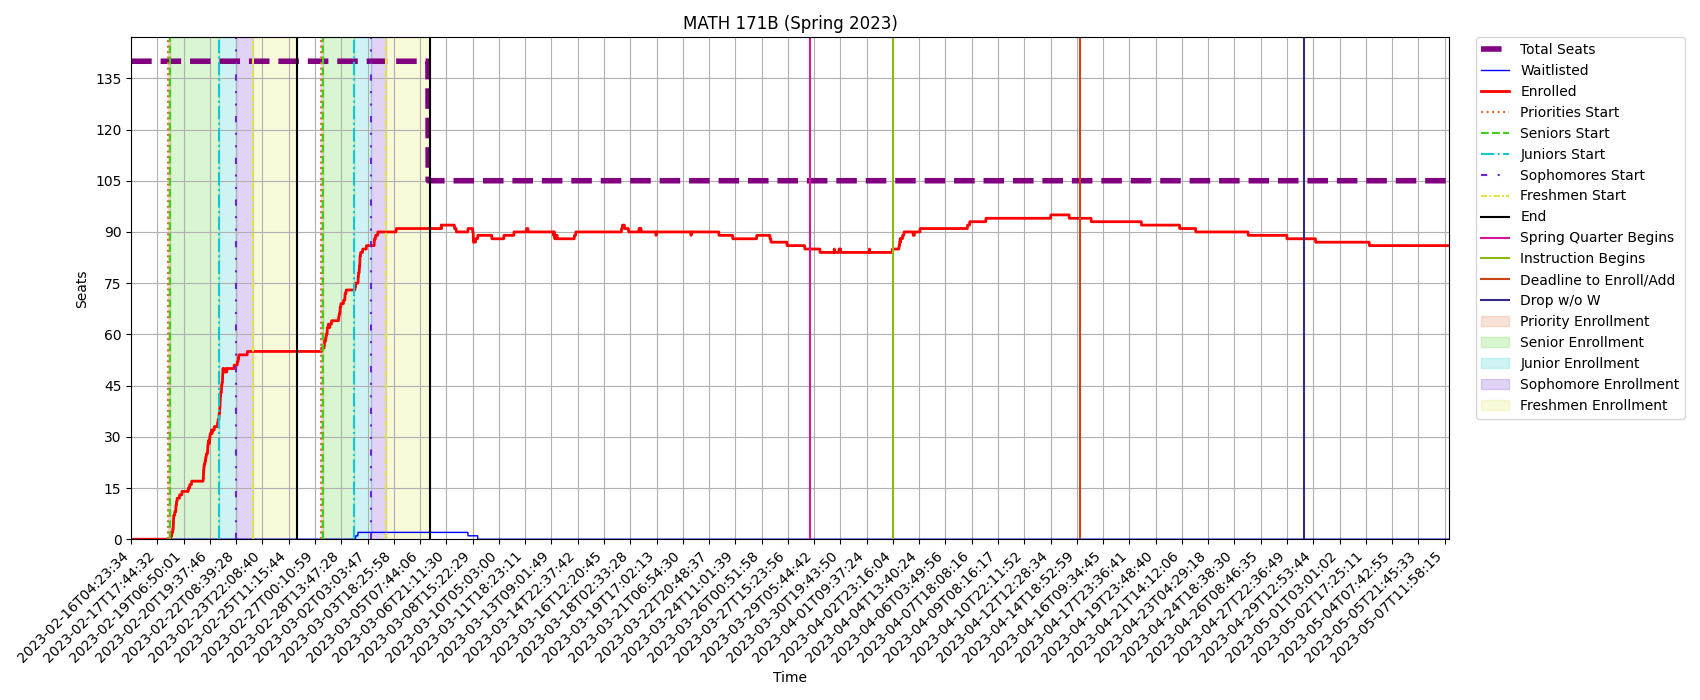 MATH 171B (Spring 2023)
Seats
135
120
105
90
75
60
45
30
15
0
2023-02-16T04:23:34
2023-02-17T17:44:32
2023-02-19T06:50:01
2023-02-20T19:37:46
2023-02-22T08:39:28
2023-02-23T22:08:40
2023-02-25T11:15:44
2023-02-27T00:10:59
2023-02-28T13:47:28
2023-03-02T03:03:47
2023-03-03T18:25:58
2023-03-05T07:44:06
2023-03-06T21:11:30
2023-03-08T15:22:29
2023-03-10T05:03:00
2023-03-11T18:23:11
2023-03-13T09:01:49
2023-03-14T22:37:42
2023-03-16T12:20:45
2023-03-18T02:33:28
2023-03-19T17:02:13
2023-03-21T06:54:30
2023-03-22T20:48:37
2023-03-24T11:01:39
2023-03-26T00:51:58
2023-03-27T15:23:56
2023-03-29T05:44:42
2023-03-30T19:43:50
2023-04-01T09:37:24
2023-04-02T23:16:04
2023-04-04T13:40:24
2023-04-06T03:49:56
2023-04-07T18:08:16
2023-04-09T08:16:17
2023-04-10T22:11:52
2023-04-12T12:28:34
2023-04-14T18:52:59
2023-04-16T09:34:45
2023-04-17T23:36:41
2023-04-19T23:48:40
2023-04-21T14:12:06
2023-04-23T04:29:18
2023-04-24T18:38:30
2023-04-26T08:46:35
2023-04-27T22:36:49
2023-04-29T12:53:44
2023-05-01T03:01:02
2023-05-02T17:25:11
2023-05-04T07:42:55
2023-05-05T21:45:33
2023-05-07T11:58:15
Time
Total Seats
Waitlisted
Enrolled
Priorities Start
Seniors Start
Juniors Start
Sophomores Start
Freshmen Start
End
Spring Quarter Begins
Instruction Begins
Deadline to Enroll/Add
Drop w/o W
Priority Enrollment
Senior Enrollment
Junior Enrollment
Sophomore Enrollment
Freshmen Enrollment